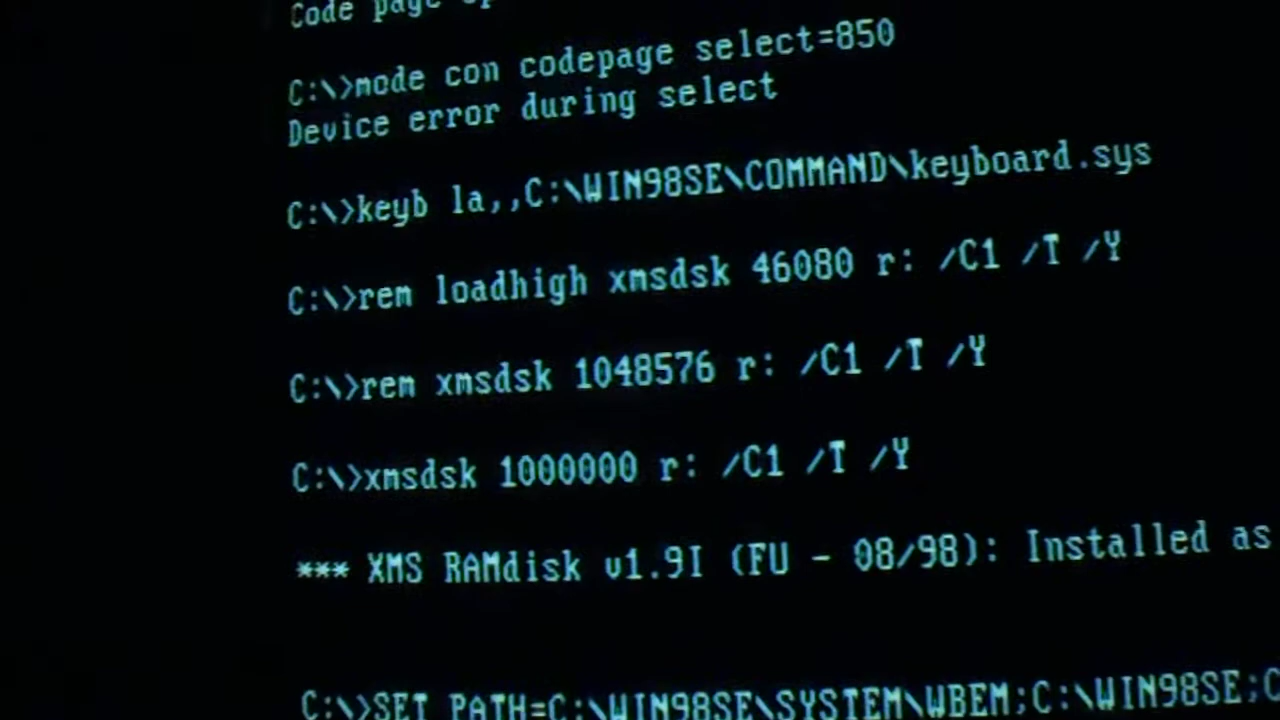 Code page
C:\>mode con codepage select=850
Device error during select
C:\>keyb la,,C:\WIN98SE\COMMAND\keyboard.sys
C:\>rem loadhigh xmsdsk 46080 r: /C1 /T /Y
C:\>rem xmsdsk 1048576 r: /C1 /T /Y
C:\>xmsdsk 1000000 r: /C1 /T /Y
*** XMS RAMdisk v1.9I (FU - 08/98): Installed as
C:\>SET PATH=C:\WIN98SE\SYSTEM\WBEM;C:\WIN98SE;C